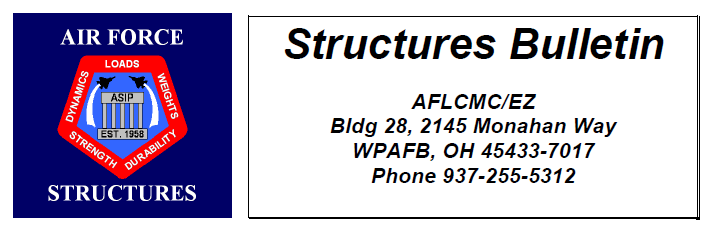 AIR FORCE
LOADS
DYNAMICS
WEIGHTS
ASIP
EST. 1958
STRENGTH
DURABILITY
STRUCTURES
Structures Bulletin
AFLCMC/EZ
Bldg 28, 2145 Monahan Way
WPAFB, OH 45433-7017
Phone 937-255-5312